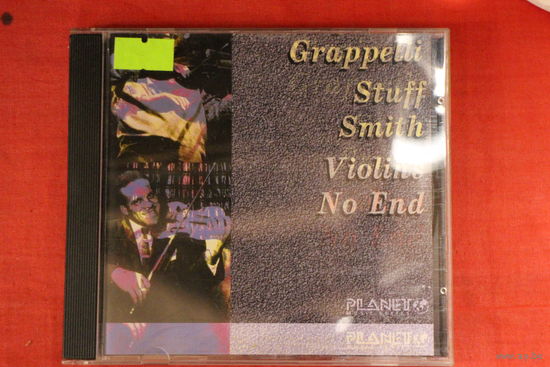 Grappelli
Stuff
Smith
Violins
No End
PLANET
PLANET